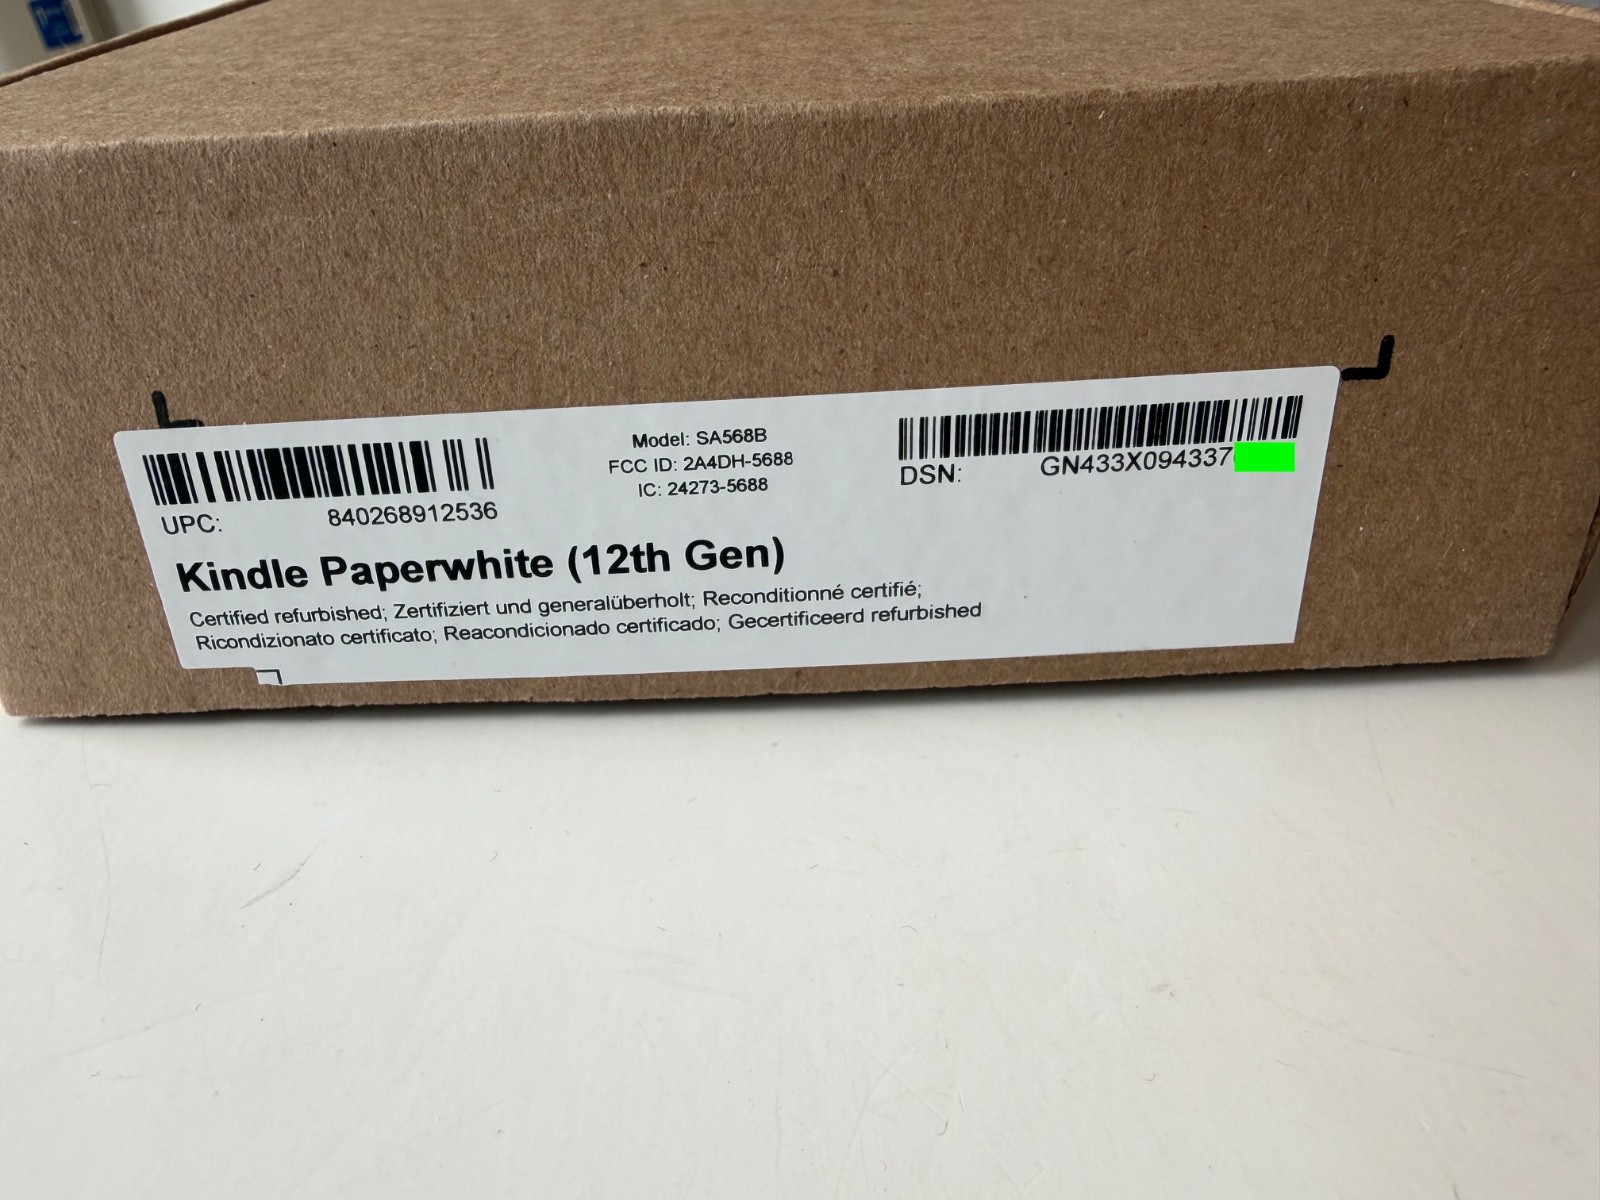 UPC: 840268912536
Model: SA568B
FCC ID: 2A4DH-5688
IC: 24273-5688
DSN: GN433X094337
Kindle Paperwhite (12th Gen)
Certified refurbished; Zertifiziert und generalüberholt; Reconditionné certifié;
Ricondizionato certificato; Reacondicionado certificado; Gecertificeerd refurbished